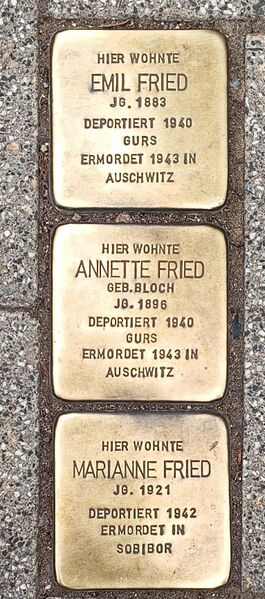 HIER WOHNTE
EMIL FRIED
JG. 1883
DEPORTIERT 1940
GURS
ERMORDET 1943 IN
AUSCHWITZ
HIER WOHNTE
ANNETTE FRIED
GEB. BLOCH
JG. 1896
DEPORTIERT 1940
GURS
ERMORDET 1943 IN
AUSCHWITZ
HIER WOHNTE
MARIANNE FRIED
JG. 1921
DEPORTIERT 1942
ERMORDET IN
SOBIBOR